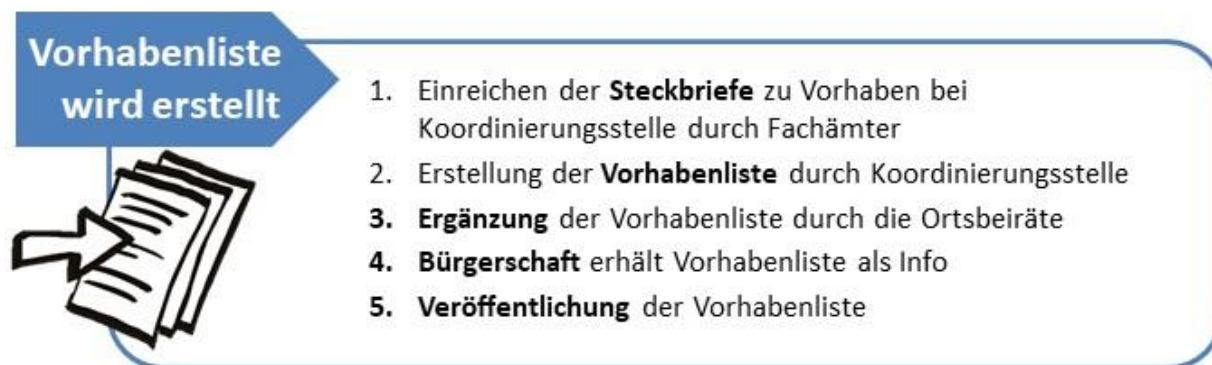 Vorhabenliste
wird erstellt
1. Einreichen der Steckbriefe zu Vorhaben bei
Koordinierungsstelle durch Fachämter
2. Erstellung der Vorhabenliste durch Koordinierungsstelle
3. Ergänzung der Vorhabenliste durch die Ortsbeiräte
4. Bürgerschaft erhält Vorhabenliste als Info
5. Veröffentlichung der Vorhabenliste